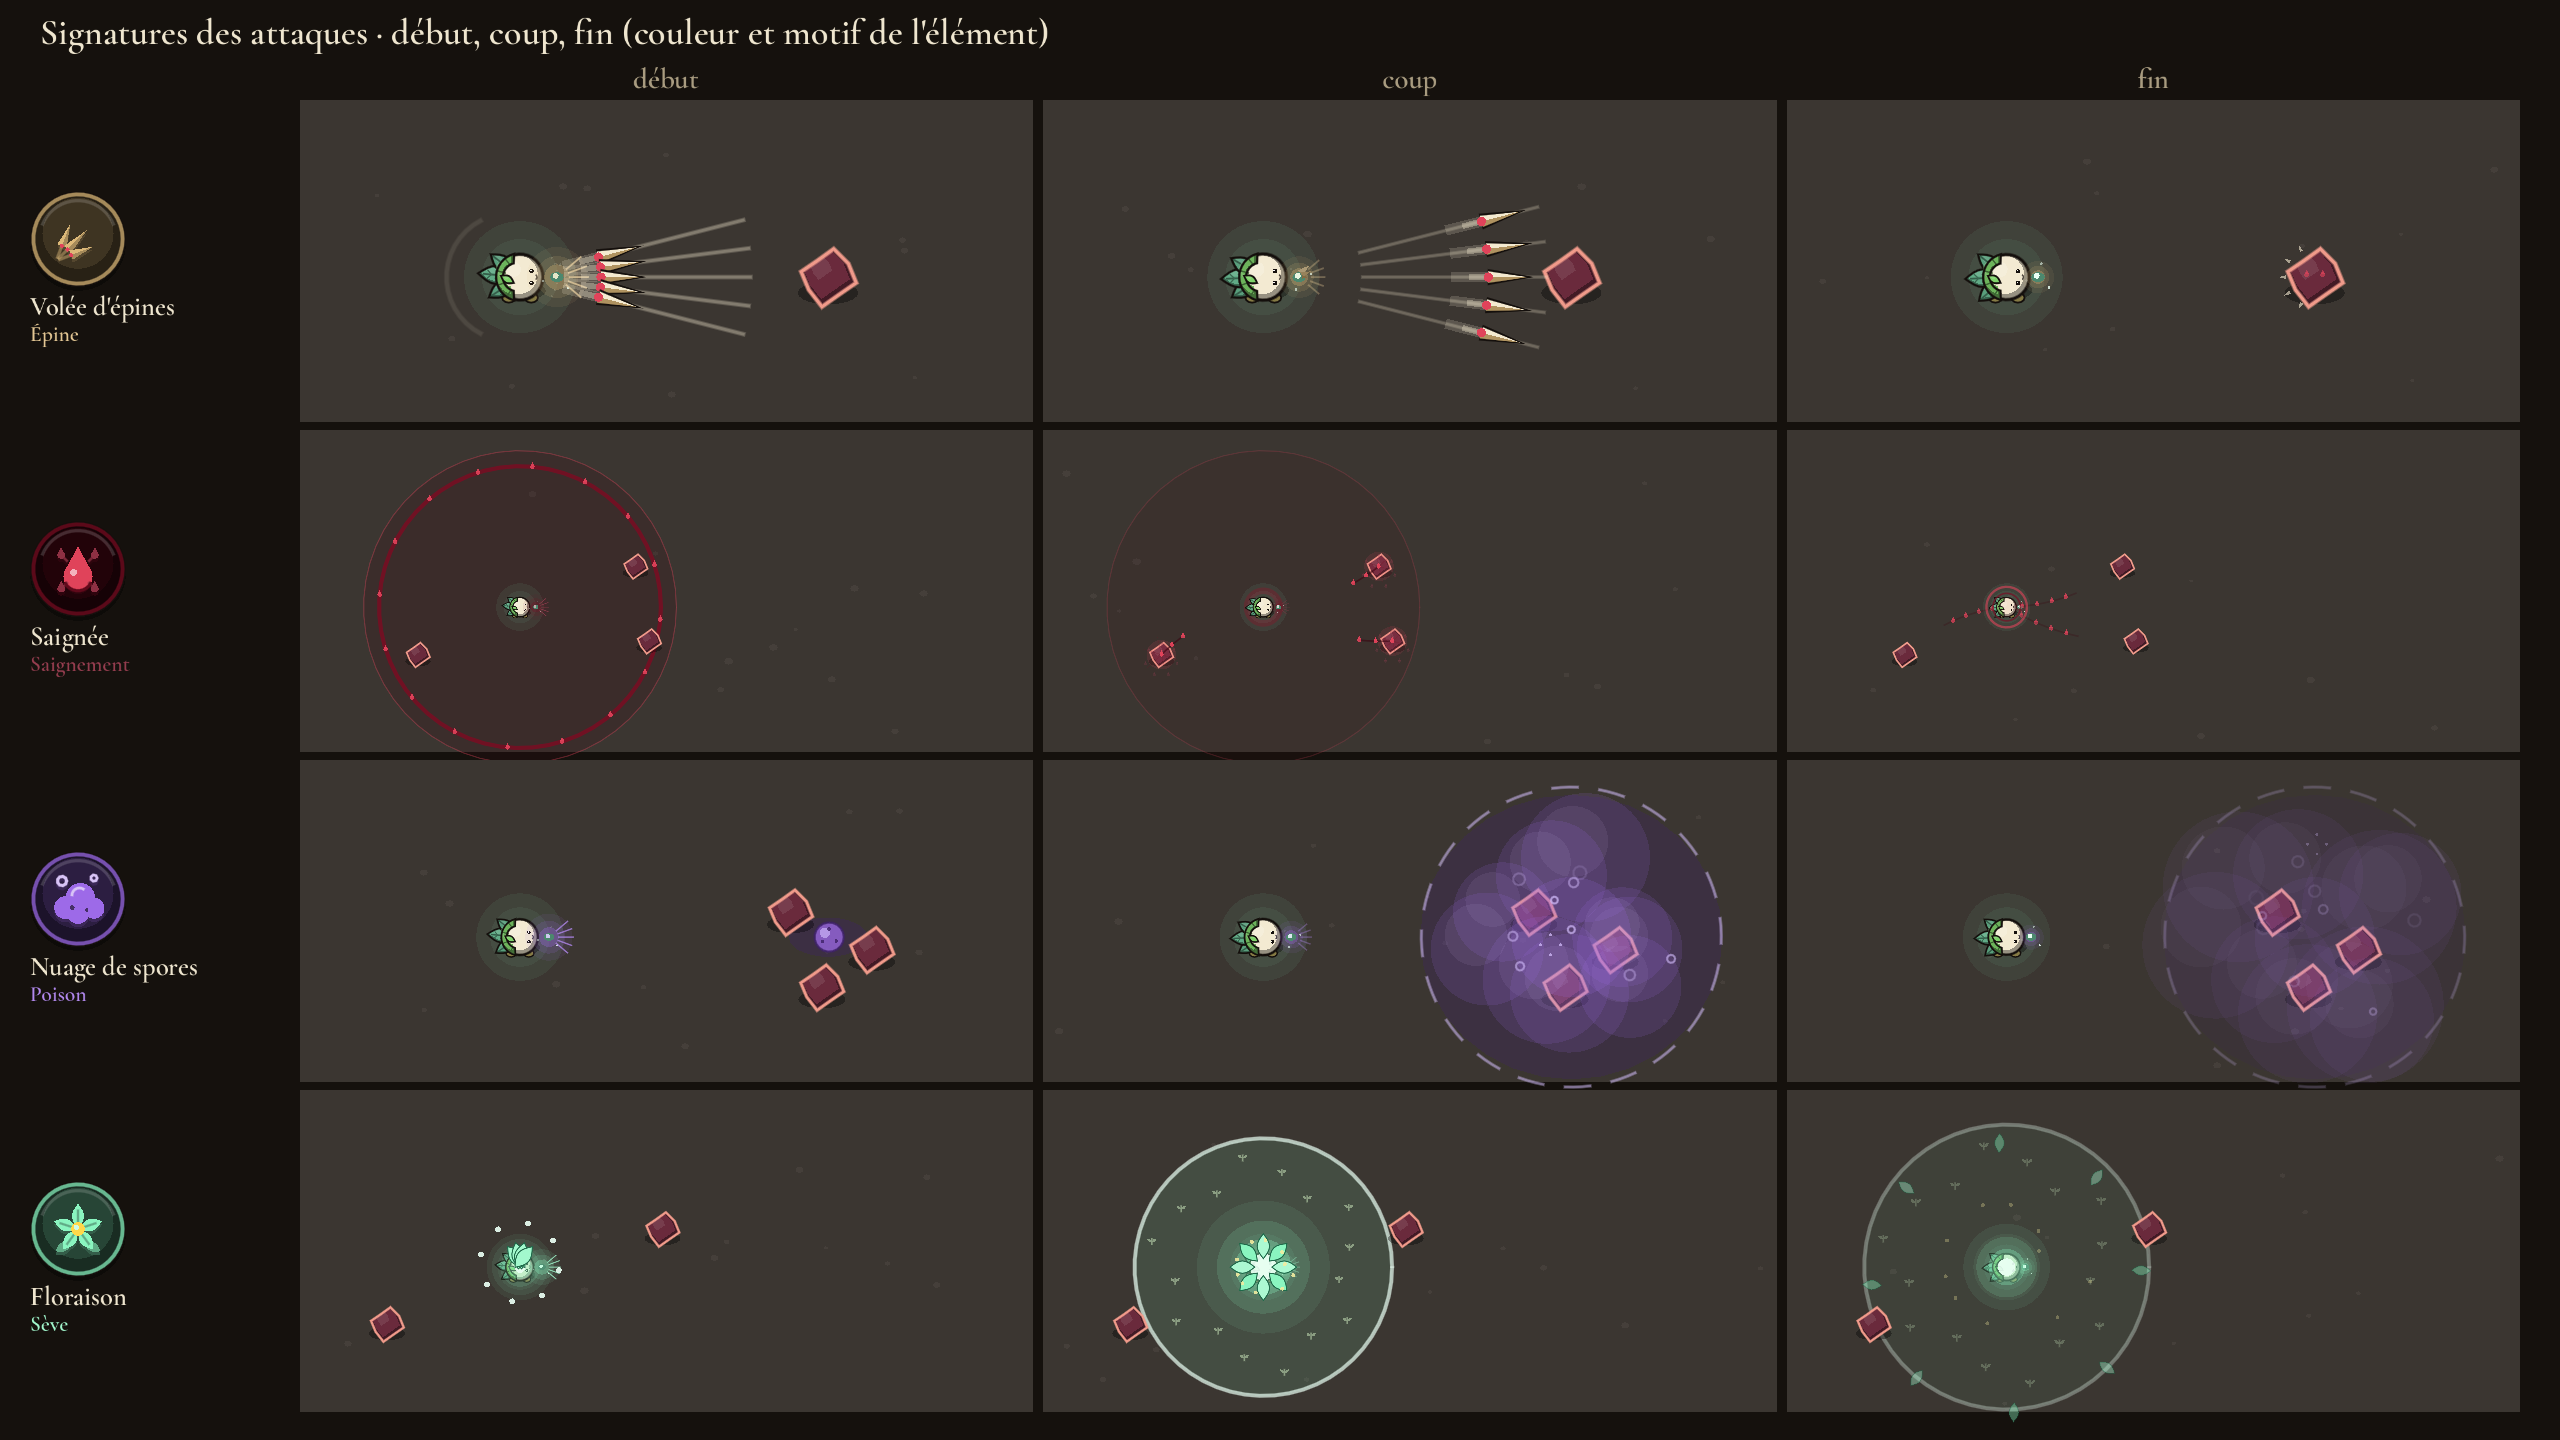 Signatures des attaques · début, coup, fin (couleur et motif de l'élément)
début
coup
fin
Volée d'épines
Épine
Saignée
Saignement
Nuage de spores
Poison
Floraison
Sève